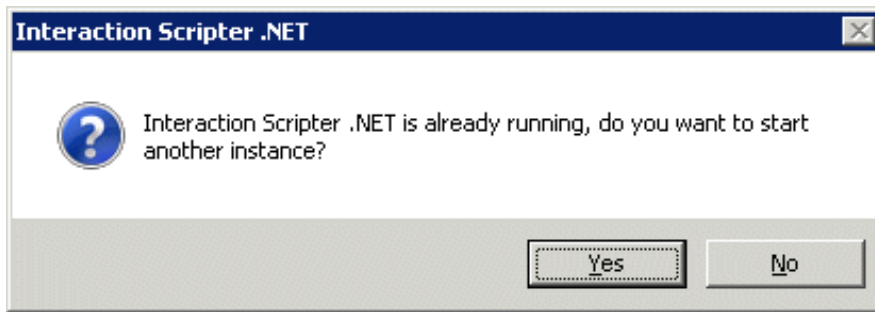 Interaction Scripter .NET
Interaction Scripter .NET is already running, do you want to start
another instance?
Yes
No